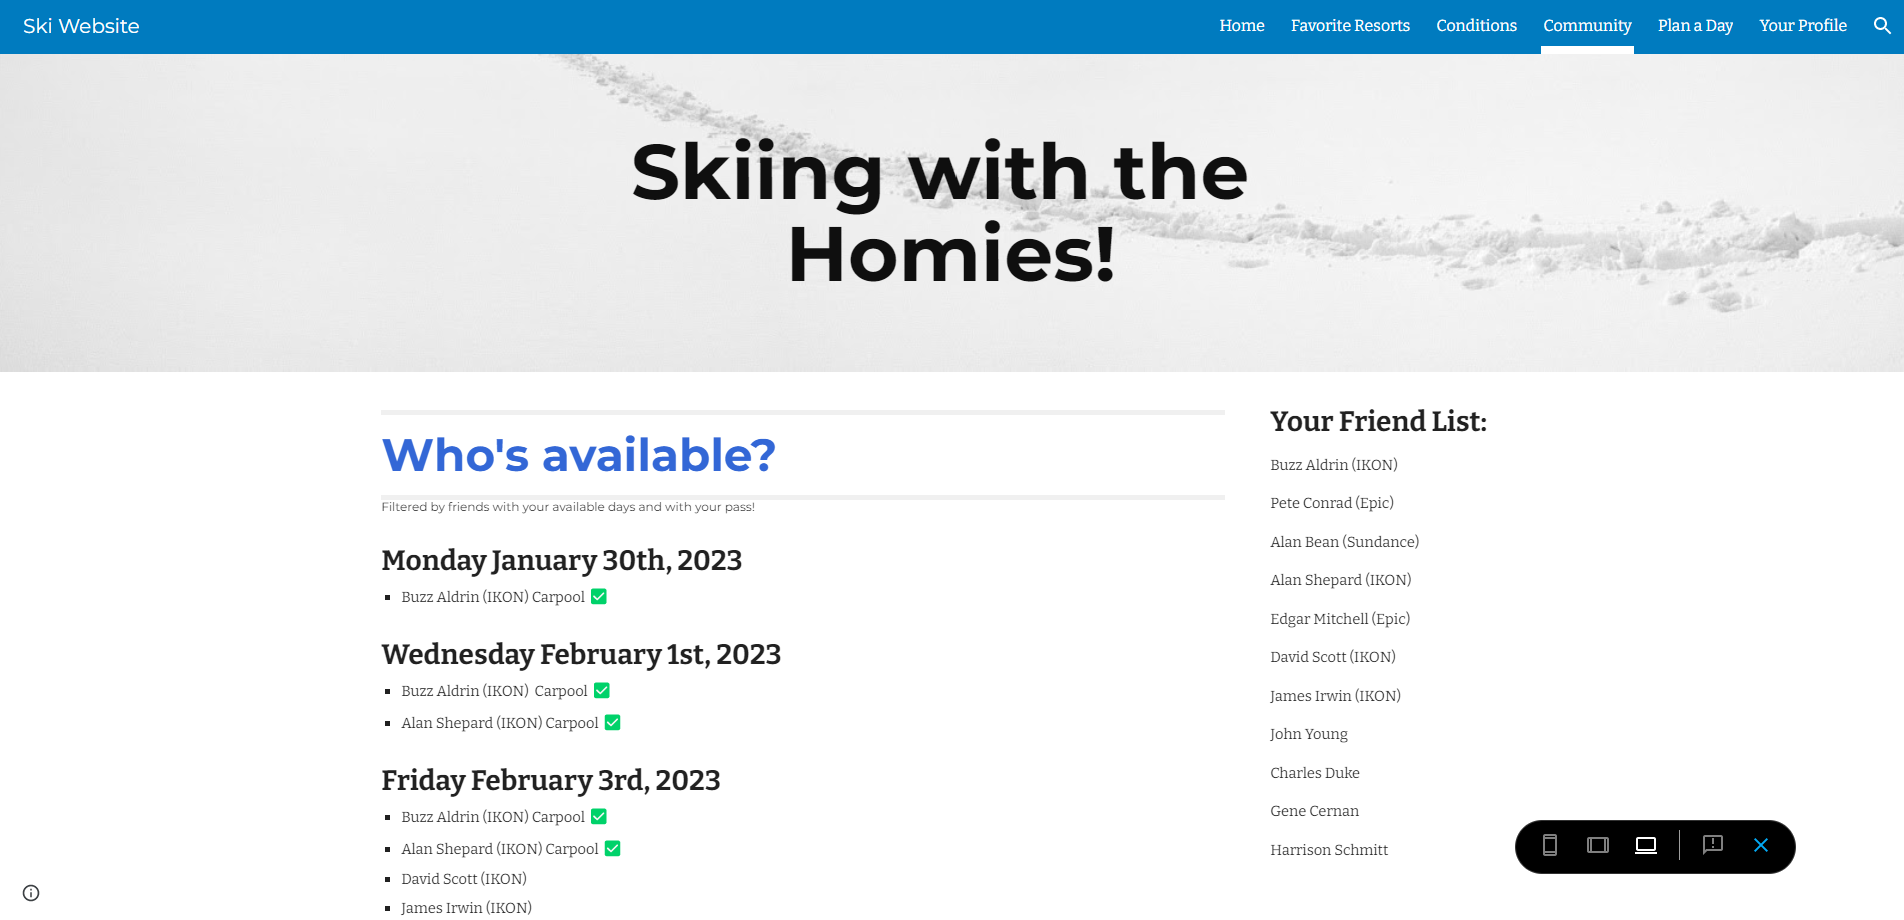 Ski Website
Home Favorite Resorts Conditions Community Plan a Day Your Profile
Skiing with the
Homies!
Who's available?
Filtered by friends with your available days and with your pass!
Monday January 30th, 2023
Buzz Aldrin (IKON) Carpool ✅
Wednesday February 1st, 2023
Buzz Aldrin (IKON) Carpool ✅
Alan Shepard (IKON) Carpool ✅
Friday February 3rd, 2023
Buzz Aldrin (IKON) Carpool ✅
Alan Shepard (IKON) Carpool ✅
David Scott (IKON)
James Irwin (IKON)
Your Friend List:
Buzz Aldrin (IKON)
Pete Conrad (Epic)
Alan Bean (Sundance)
Alan Shepard (IKON)
Edgar Mitchell (Epic)
David Scott (IKON)
James Irwin (IKON)
John Young
Charles Duke
Gene Cernan
Harrison Schmitt